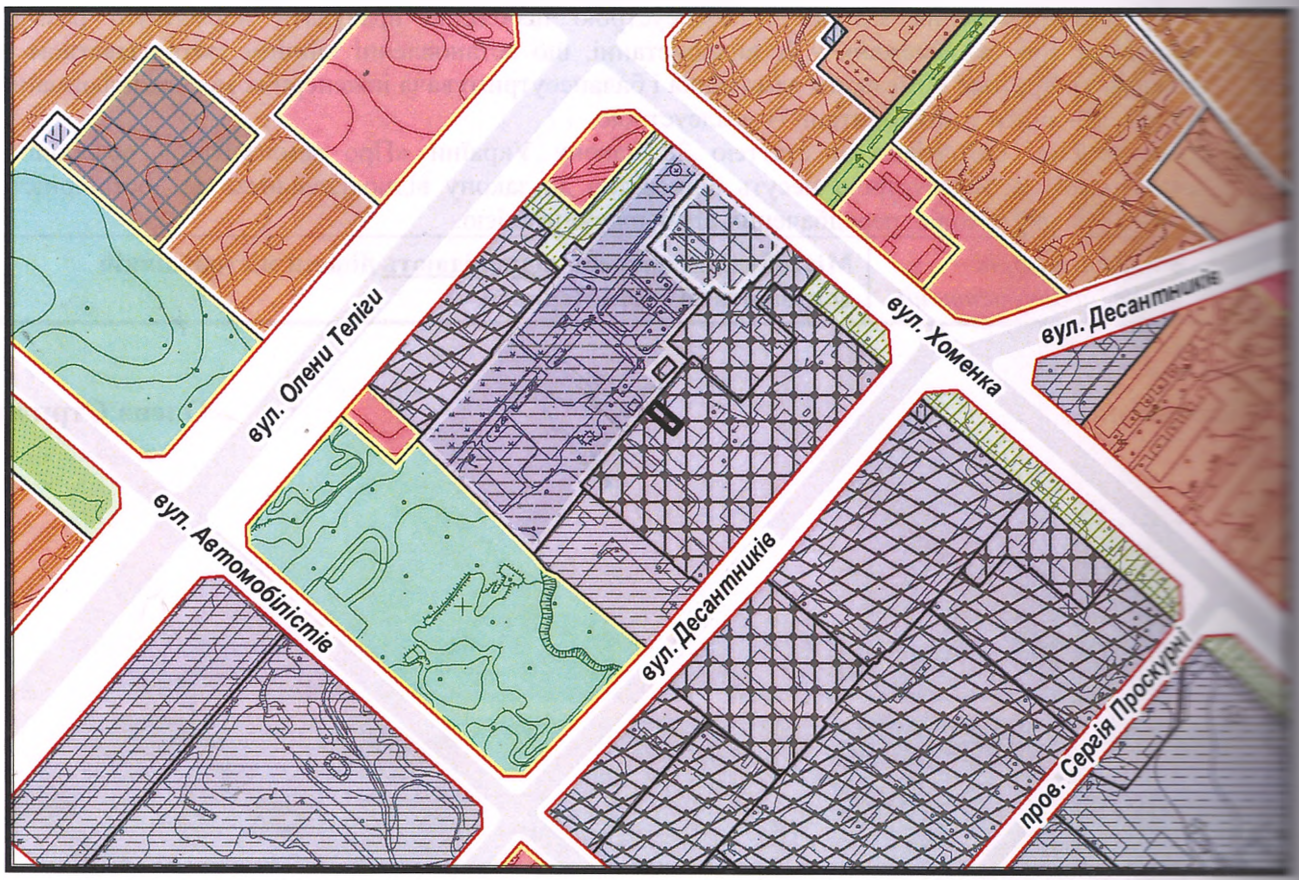 вул. Хоменка
вул. Десантників
вул. Олени Теліги
вул. Автомобілістів
вул. Десантників
пров. Сергія Проскурні